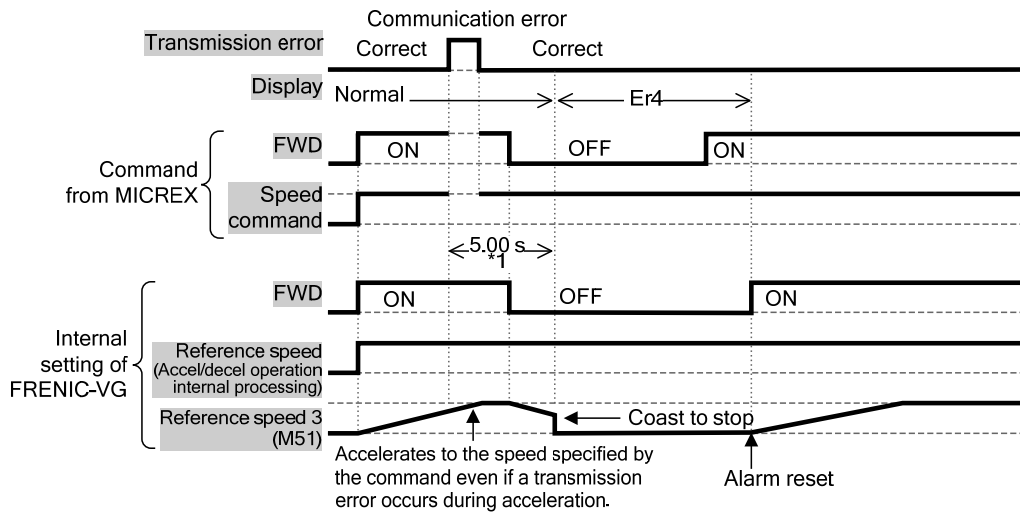 Communication error
Transmission error
Correct
Correct
Display
Normal
Er4
FWD
ON
OFF
ON
Command
from MICREX
Speed
command
5.00 s
*1
FWD
ON
OFF
ON
Internal
setting of
FRENIC-VG
Reference speed
(Accel/decel operation
internal processing)
Reference speed 3
(M51)
Coast to stop
Accelerates to the speed specified by
the command even if a transmission
error occurs during acceleration.
Alarm reset